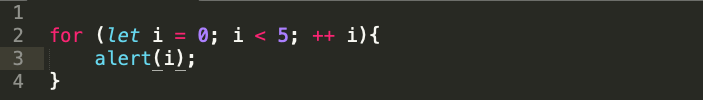 1
2 for (let i = 0; i < 5; ++ i){
3     alert(i);
4 }